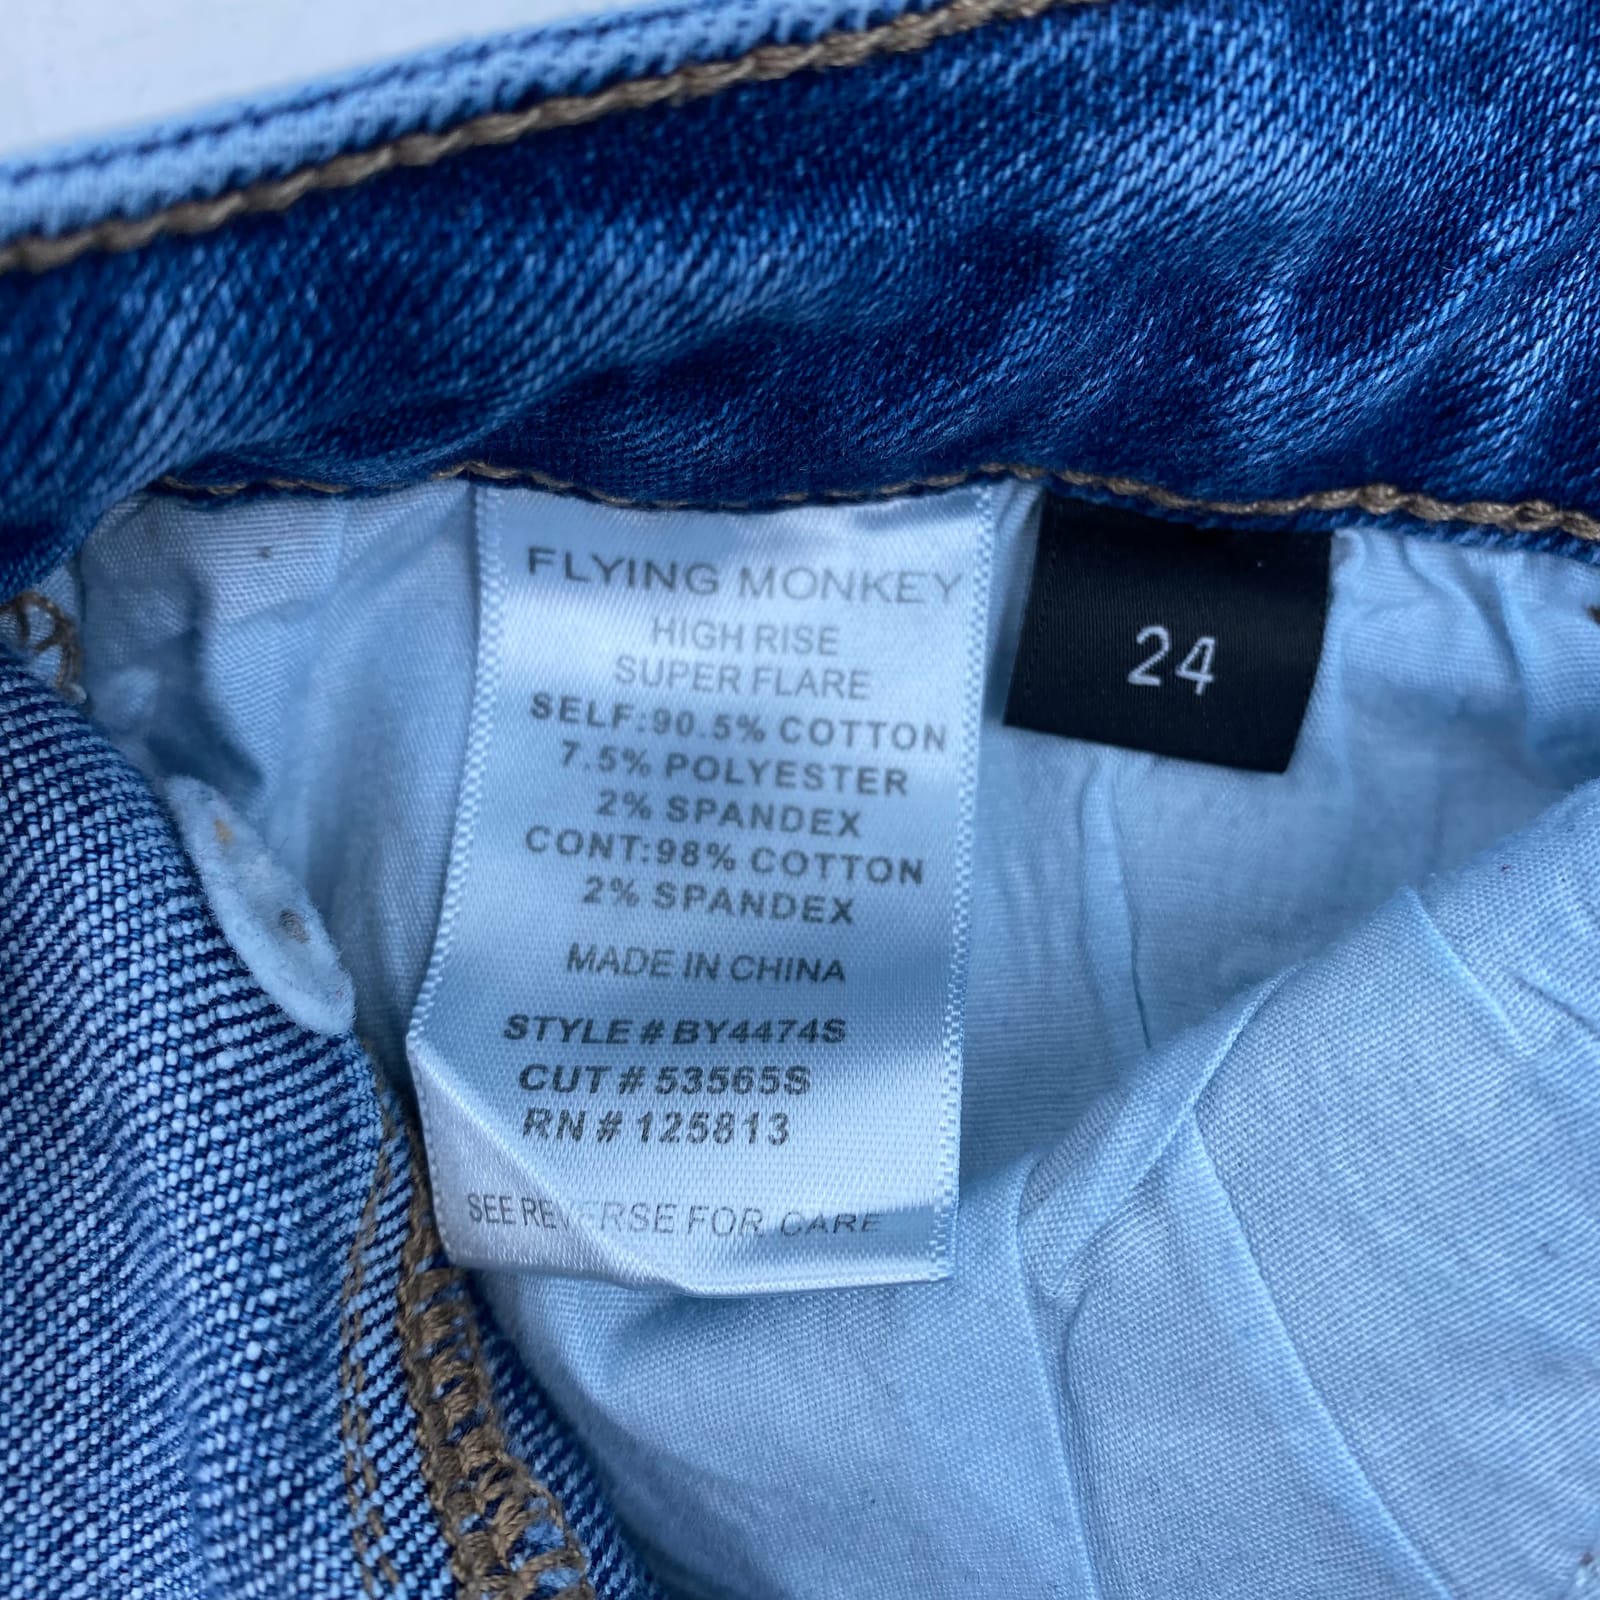 FLYING MONKEY
HIGH RISE
SUPER FLARE
SELF:90.5% COTTON
7.5% POLYESTER
2% SPANDEX
CONT:98% COTTON
2% SPANDEX
MADE IN CHINA
STYLE # BY4474S
CUT # 53565S
RN # 125813
SEE REVERSE FOR CARE
24